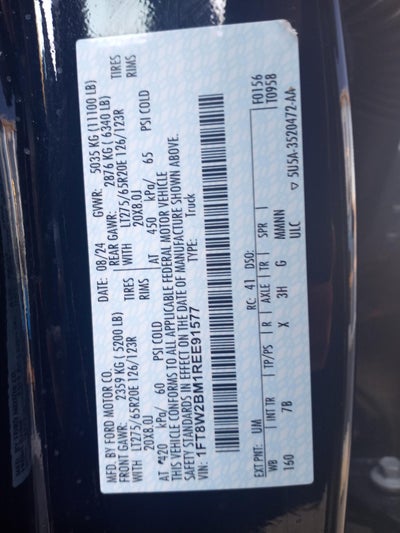 MFD. BY FORD MOTOR CO.
DATE: 08/24 GVWR: 5035 KG (11100 LB)
FRONT GAWR: 2359 KG ( 5200 LB) REAR GAWR: 2876 KG ( 6340 LB)
WITH LT275/65R20E 126/123R TIRES WITH LT275/65R20E 126/123R TIRES
20X8.0J RIMS 20X8.0J RIMS
AT 420 kPa/ 60 PSI COLD AT 450 kPa/ 65 PSI COLD
THIS VEHICLE CONFORMS TO ALL APPLICABLE FEDERAL MOTOR VEHICLE
SAFETY STANDARDS IN EFFECT ON THE DATE OF MANUFACTURE SHOWN ABOVE.
VIN: 1FT8W2BM1REE91577 TYPE: Truck
F0156
T0958
EXT PNT: UM RC: 41 DSO:
WB INT TR TP/PS R AXLE TR SPR
160 7B X 3H G MMNIN
ULC
5U5A-3520472-AA